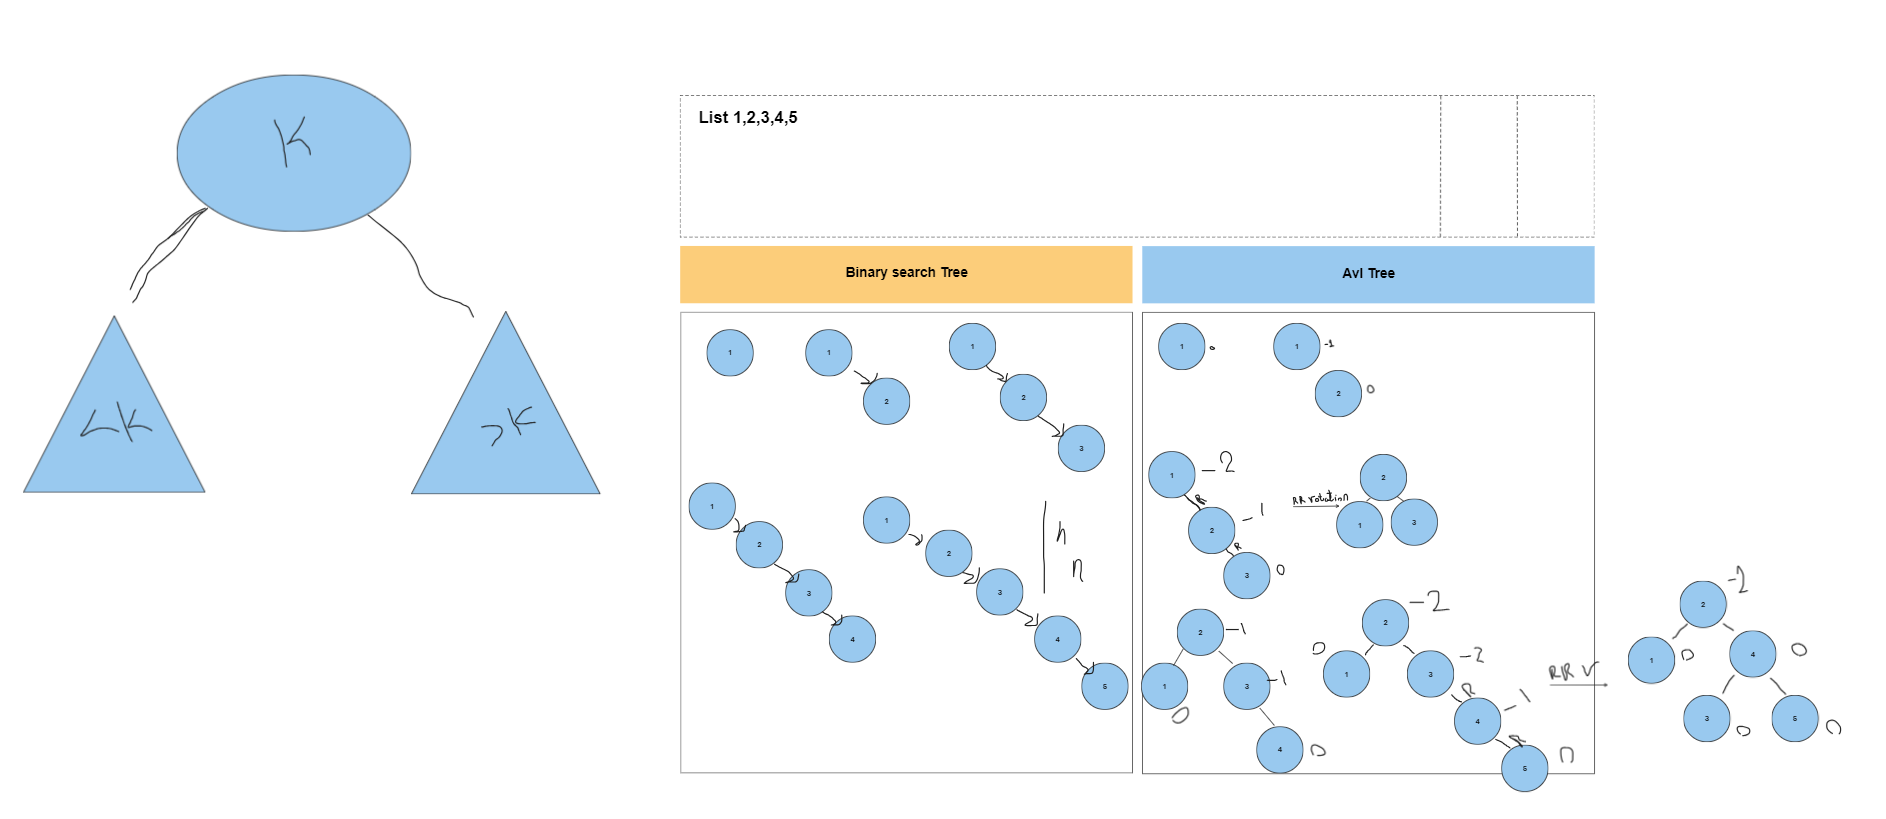 K
<K
>K
List 1,2,3,4,5
Binary search Tree
1
1
2
1
2
3
1
2
3
4
1
2
3
4
5
h
n
Avl Tree
1 0
1 -1
2 0
1 -2
R
2 -1
R
3 0
RR rotation
2
1 3
2 -1
1 3 -1
0
4 0
2 -2
0 1 3 -2
R
4 -1
R
5 0
RR r
2 -2
1 0 4 0
3 0 5 0